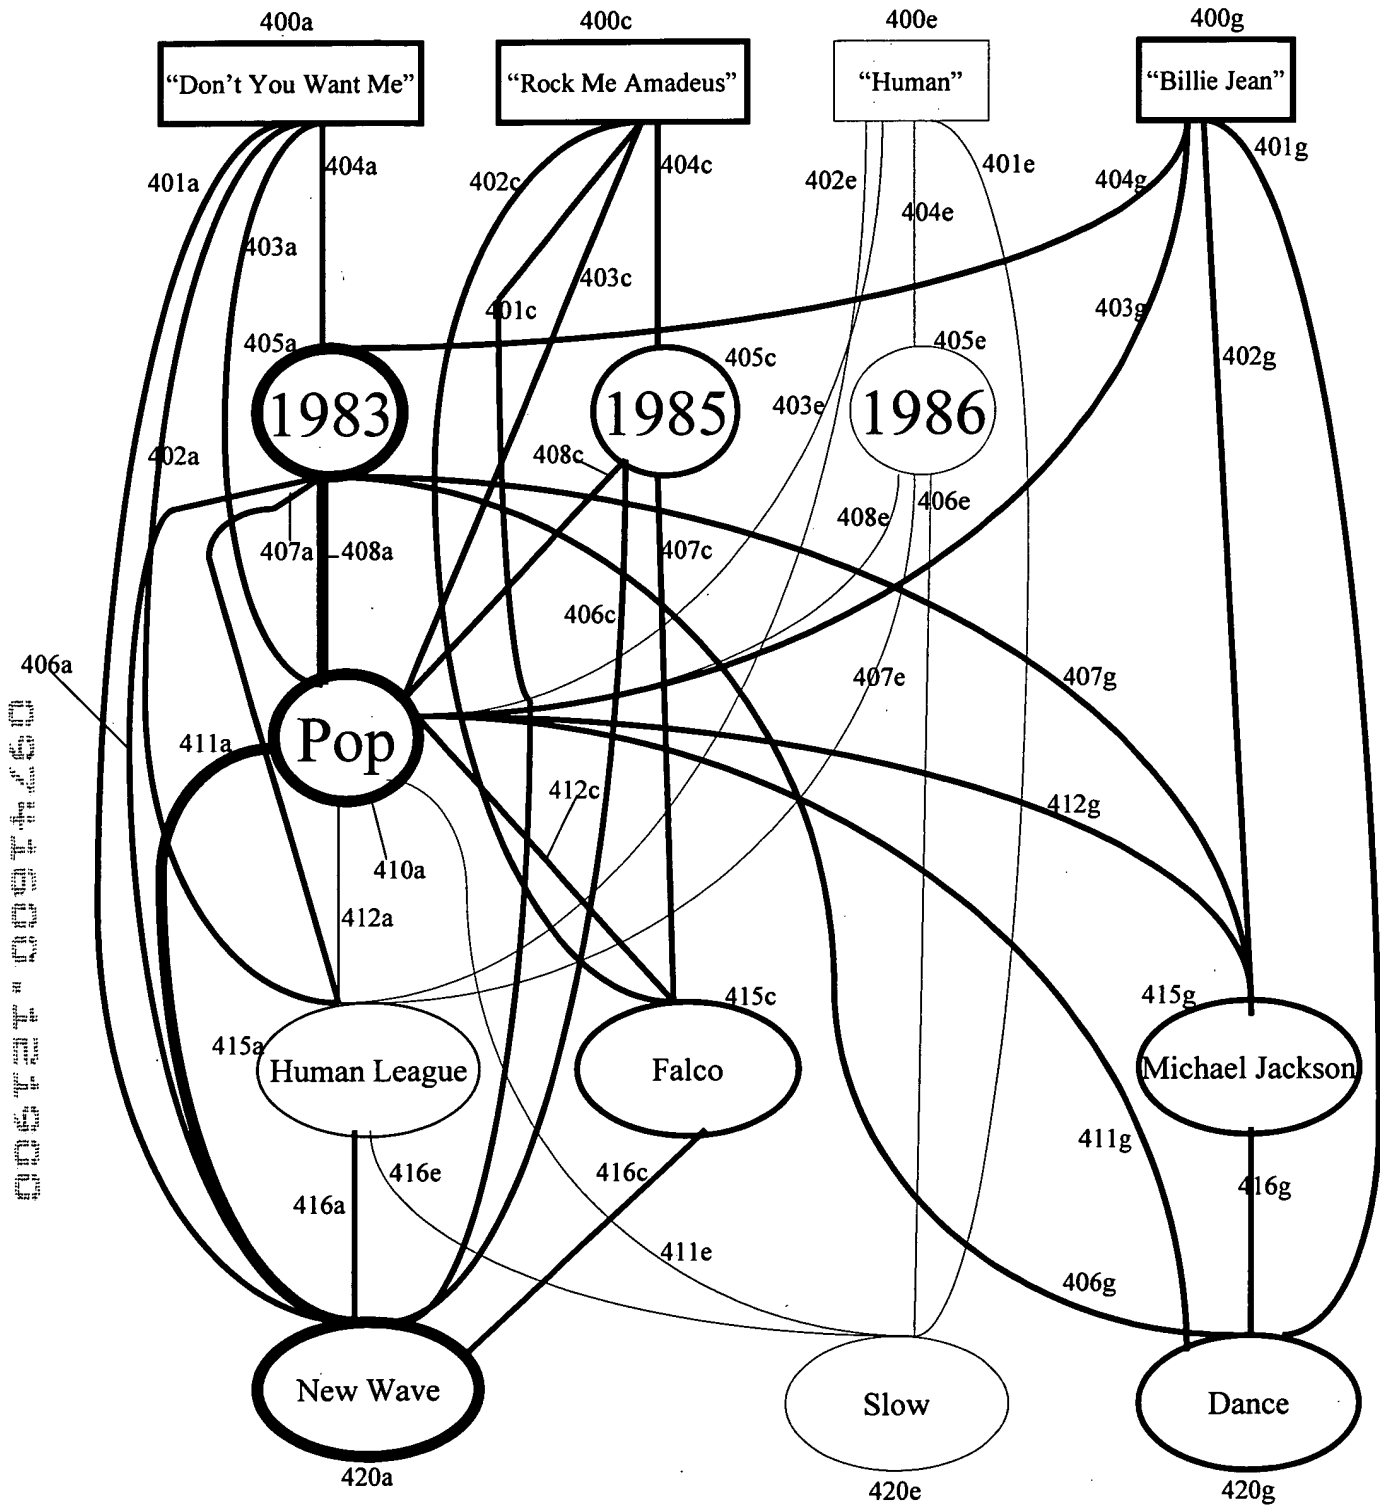 400a
400c
400e
400g
“Don’t You Want Me”
“Rock Me Amadeus”
“Human”
“Billie Jean”
401a
404a
402c
404c
402e
401e
404g
401g
404e
403a
403c
401c
403g
405a
405c
405e
402g
1983
1985
1986
403e
402a
408c
406e
408e
407a
408a
407c
406c
406a
407e
407g
411a
Pop
412c
412g
410a
412a
415c
415g
415a
Human League
Falco
Michael Jackson
411g
416e
416c
416g
416a
411e
406g
New Wave
Slow
Dance
420a
420e
420g
09741600.121900